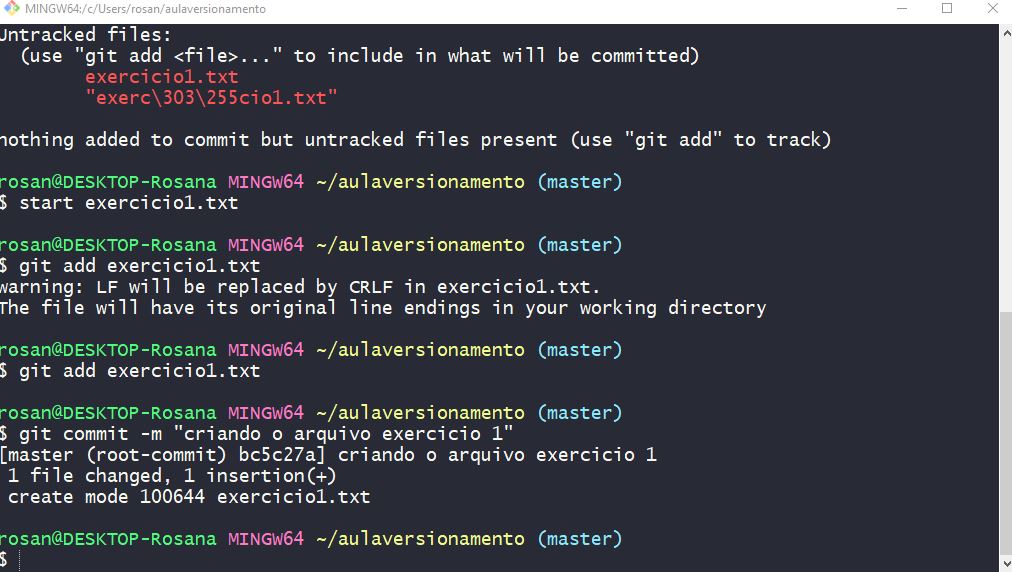 MINGW64:/c/Users/rosan/aulaversionamento
Untracked files:
(use "git add <file>..." to include in what will be committed)
exercicio1.txt
"exerc\303\255cio1.txt"
nothing added to commit but untracked files present (use "git add" to track)
rosan@DESKTOP-Rosana MINGW64 ~/aulaversionamento (master)
$ start exercicio1.txt
rosan@DESKTOP-Rosana MINGW64 ~/aulaversionamento (master)
$ git add exercicio1.txt
warning: LF will be replaced by CRLF in exercicio1.txt.
The file will have its original line endings in your working directory
rosan@DESKTOP-Rosana MINGW64 ~/aulaversionamento (master)
$ git add exercicio1.txt
rosan@DESKTOP-Rosana MINGW64 ~/aulaversionamento (master)
$ git commit -m "criando o arquivo exercicio 1"
[master (root-commit) bc5c27a] criando o arquivo exercicio 1
1 file changed, 1 insertion(+)
create mode 100644 exercicio1.txt
rosan@DESKTOP-Rosana MINGW64 ~/aulaversionamento (master)
$